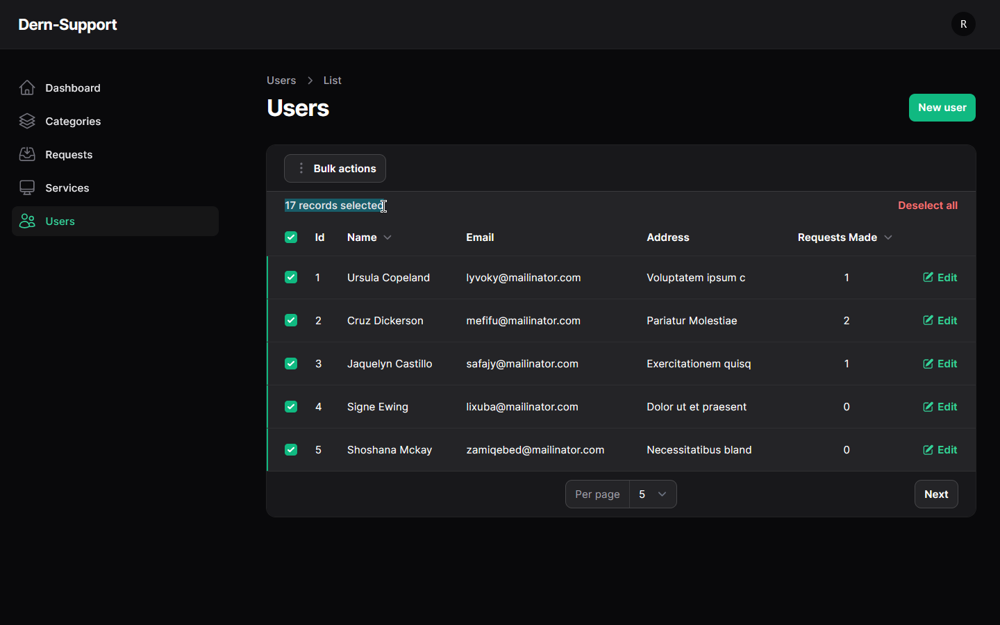 Dern-Support
R
Dashboard
Categories
Requests
Services
Users
Users > List
Users
New user
Bulk actions
17 records selected
Deselect all
Id Name Email Address Requests Made
1 Ursula Copeland lyvoky@mailinator.com Voluptatem ipsum c 1 Edit
2 Cruz Dickerson mefifu@mailinator.com Pariatur Molestiae 2 Edit
3 Jaquelyn Castillo safajy@mailinator.com Exercitationem quisq 1 Edit
4 Signe Ewing lixuba@mailinator.com Dolor ut et praesent 0 Edit
5 Shoshana Mckay zamiqebed@mailinator.com Necessitatibus bland 0 Edit
Per page 5
Next